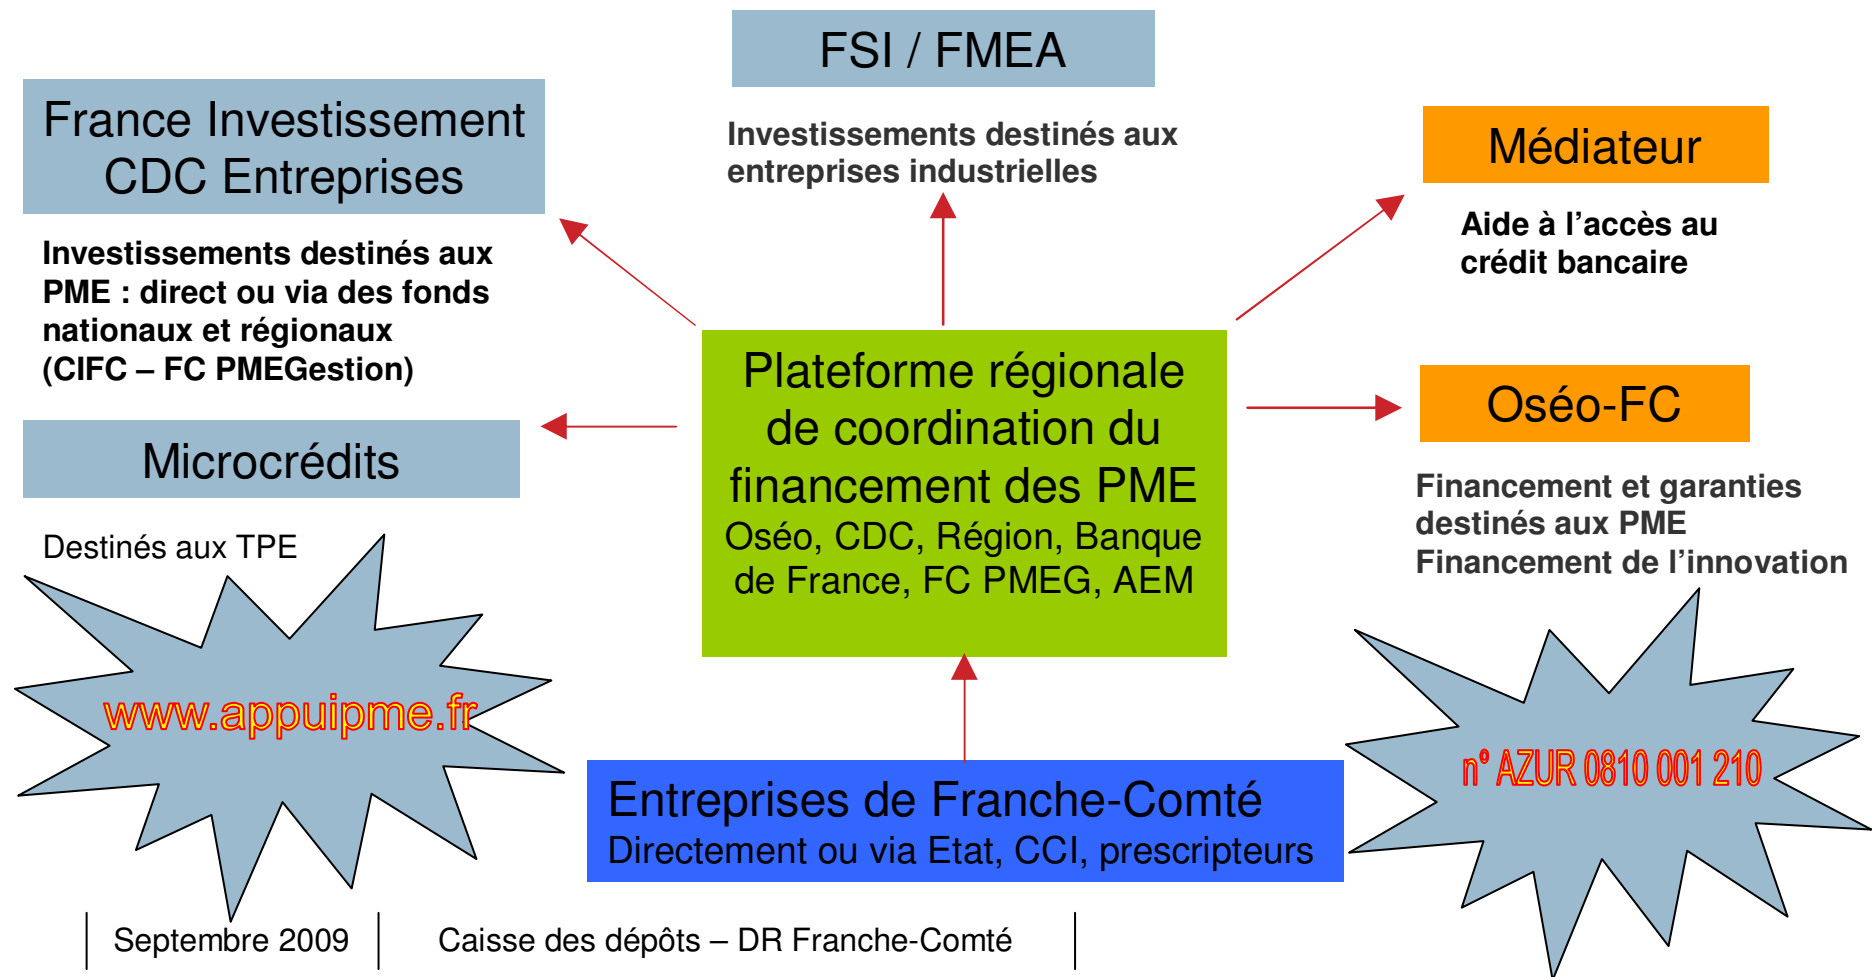 FSI / FMEA
Investissements destinés aux
entreprises industrielles
France Investissement
CDC Entreprises
Investissements destinés aux
PME : direct ou via des fonds
nationaux et régionaux
(CIFC – FC PMEGestion)
Médiateur
Aide à l’accès au
crédit bancaire
Microcrédits
Destinés aux TPE
Plateforme régionale
de coordination du
financement des PME
Oséo, CDC, Région, Banque
de France, FC PMEG, AEM
Oséo-FC
Financement et garanties
destinés aux PME
Financement de l’innovation
www.appuipme.fr
n° AZUR 0810 001 210
Entreprises de Franche-Comté
Directement ou via Etat, CCI, prescripteurs
Septembre 2009
Caisse des dépôts – DR Franche-Comté